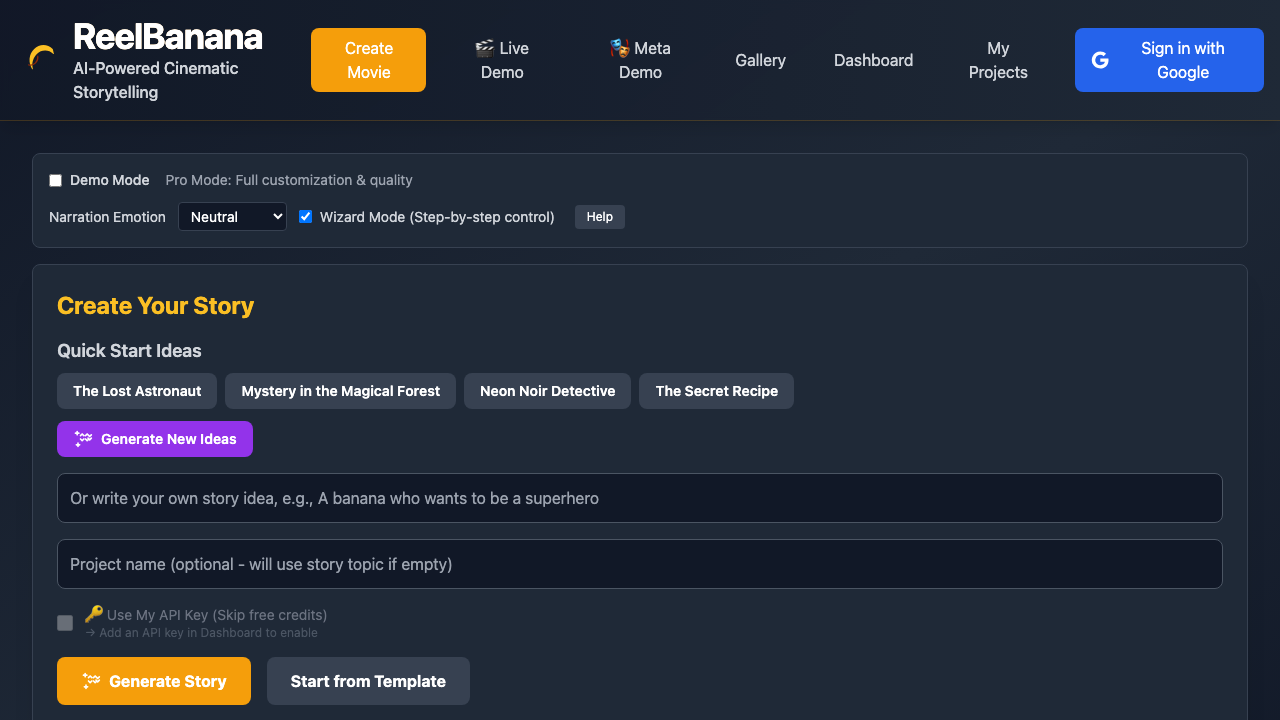 ReelBanana
AI-Powered Cinematic
Storytelling
Create
Movie
🎬 Live
Demo
🎭 Meta
Demo
Gallery
Dashboard
My
Projects
G
Sign in with
Google
Demo Mode Pro Mode: Full customization & quality
Narration Emotion Neutral Wizard Mode (Step-by-step control) Help
Create Your Story
Quick Start Ideas
The Lost Astronaut Mystery in the Magical Forest Neon Noir Detective The Secret Recipe
Generate New Ideas
Or write your own story idea, e.g., A banana who wants to be a superhero
Project name (optional - will use story topic if empty)
🔑 Use My API Key (Skip free credits)
→ Add an API key in Dashboard to enable
Generate Story Start from Template